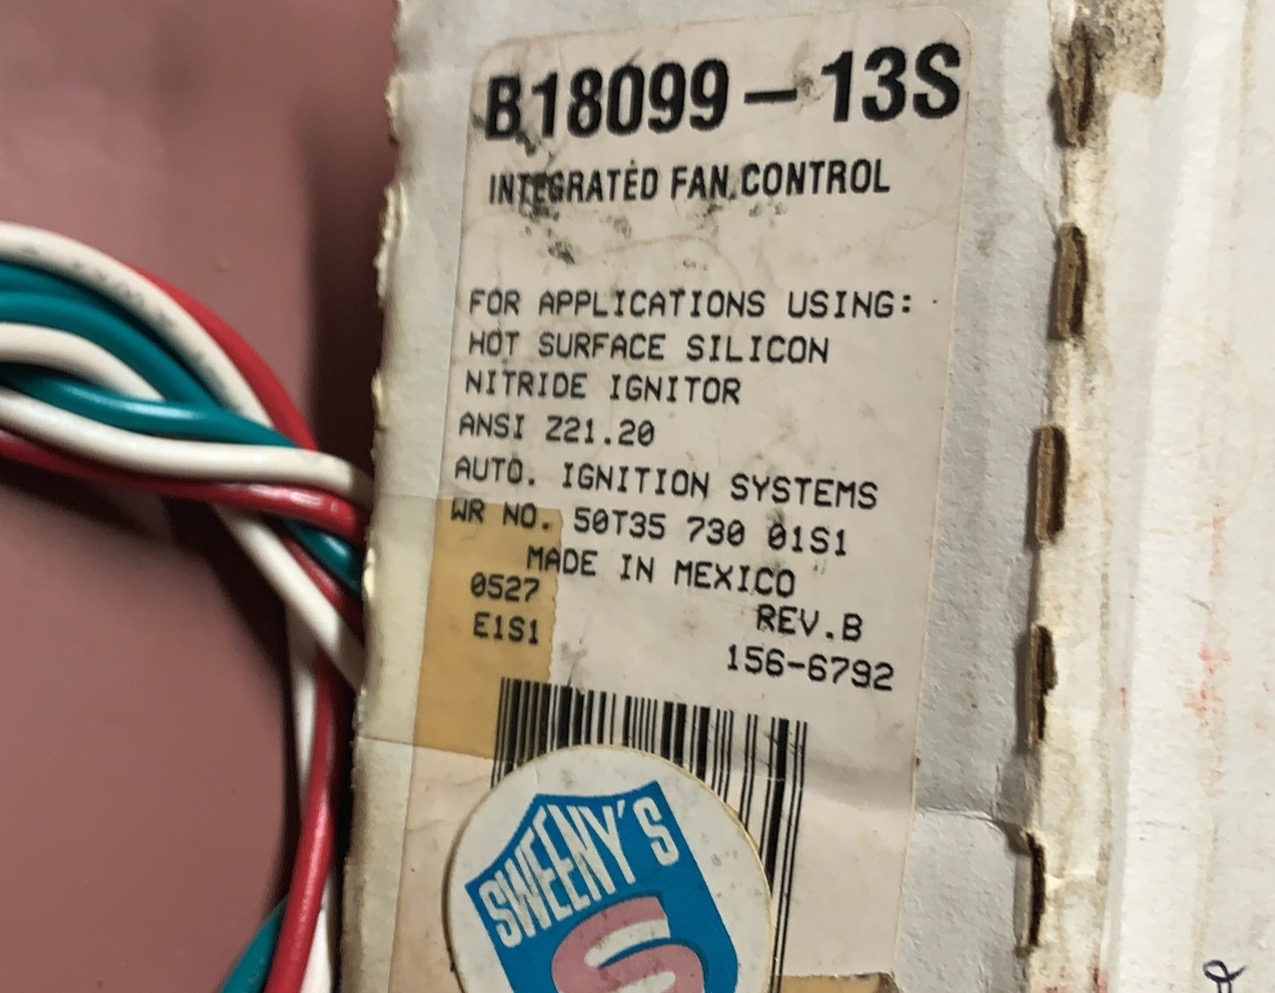 B18099-13S
INTEGRATED FAN CONTROL
FOR APPLICATIONS USING:
HOT SURFACE SILICON
NITRIDE IGNITOR
ANSI Z21.20
AUTO. IGNITION SYSTEMS
WR NO. 50T35 730 01S1
MADE IN MEXICO
0527
REV.B
E1S1
156-6792
SWEENY'S
S